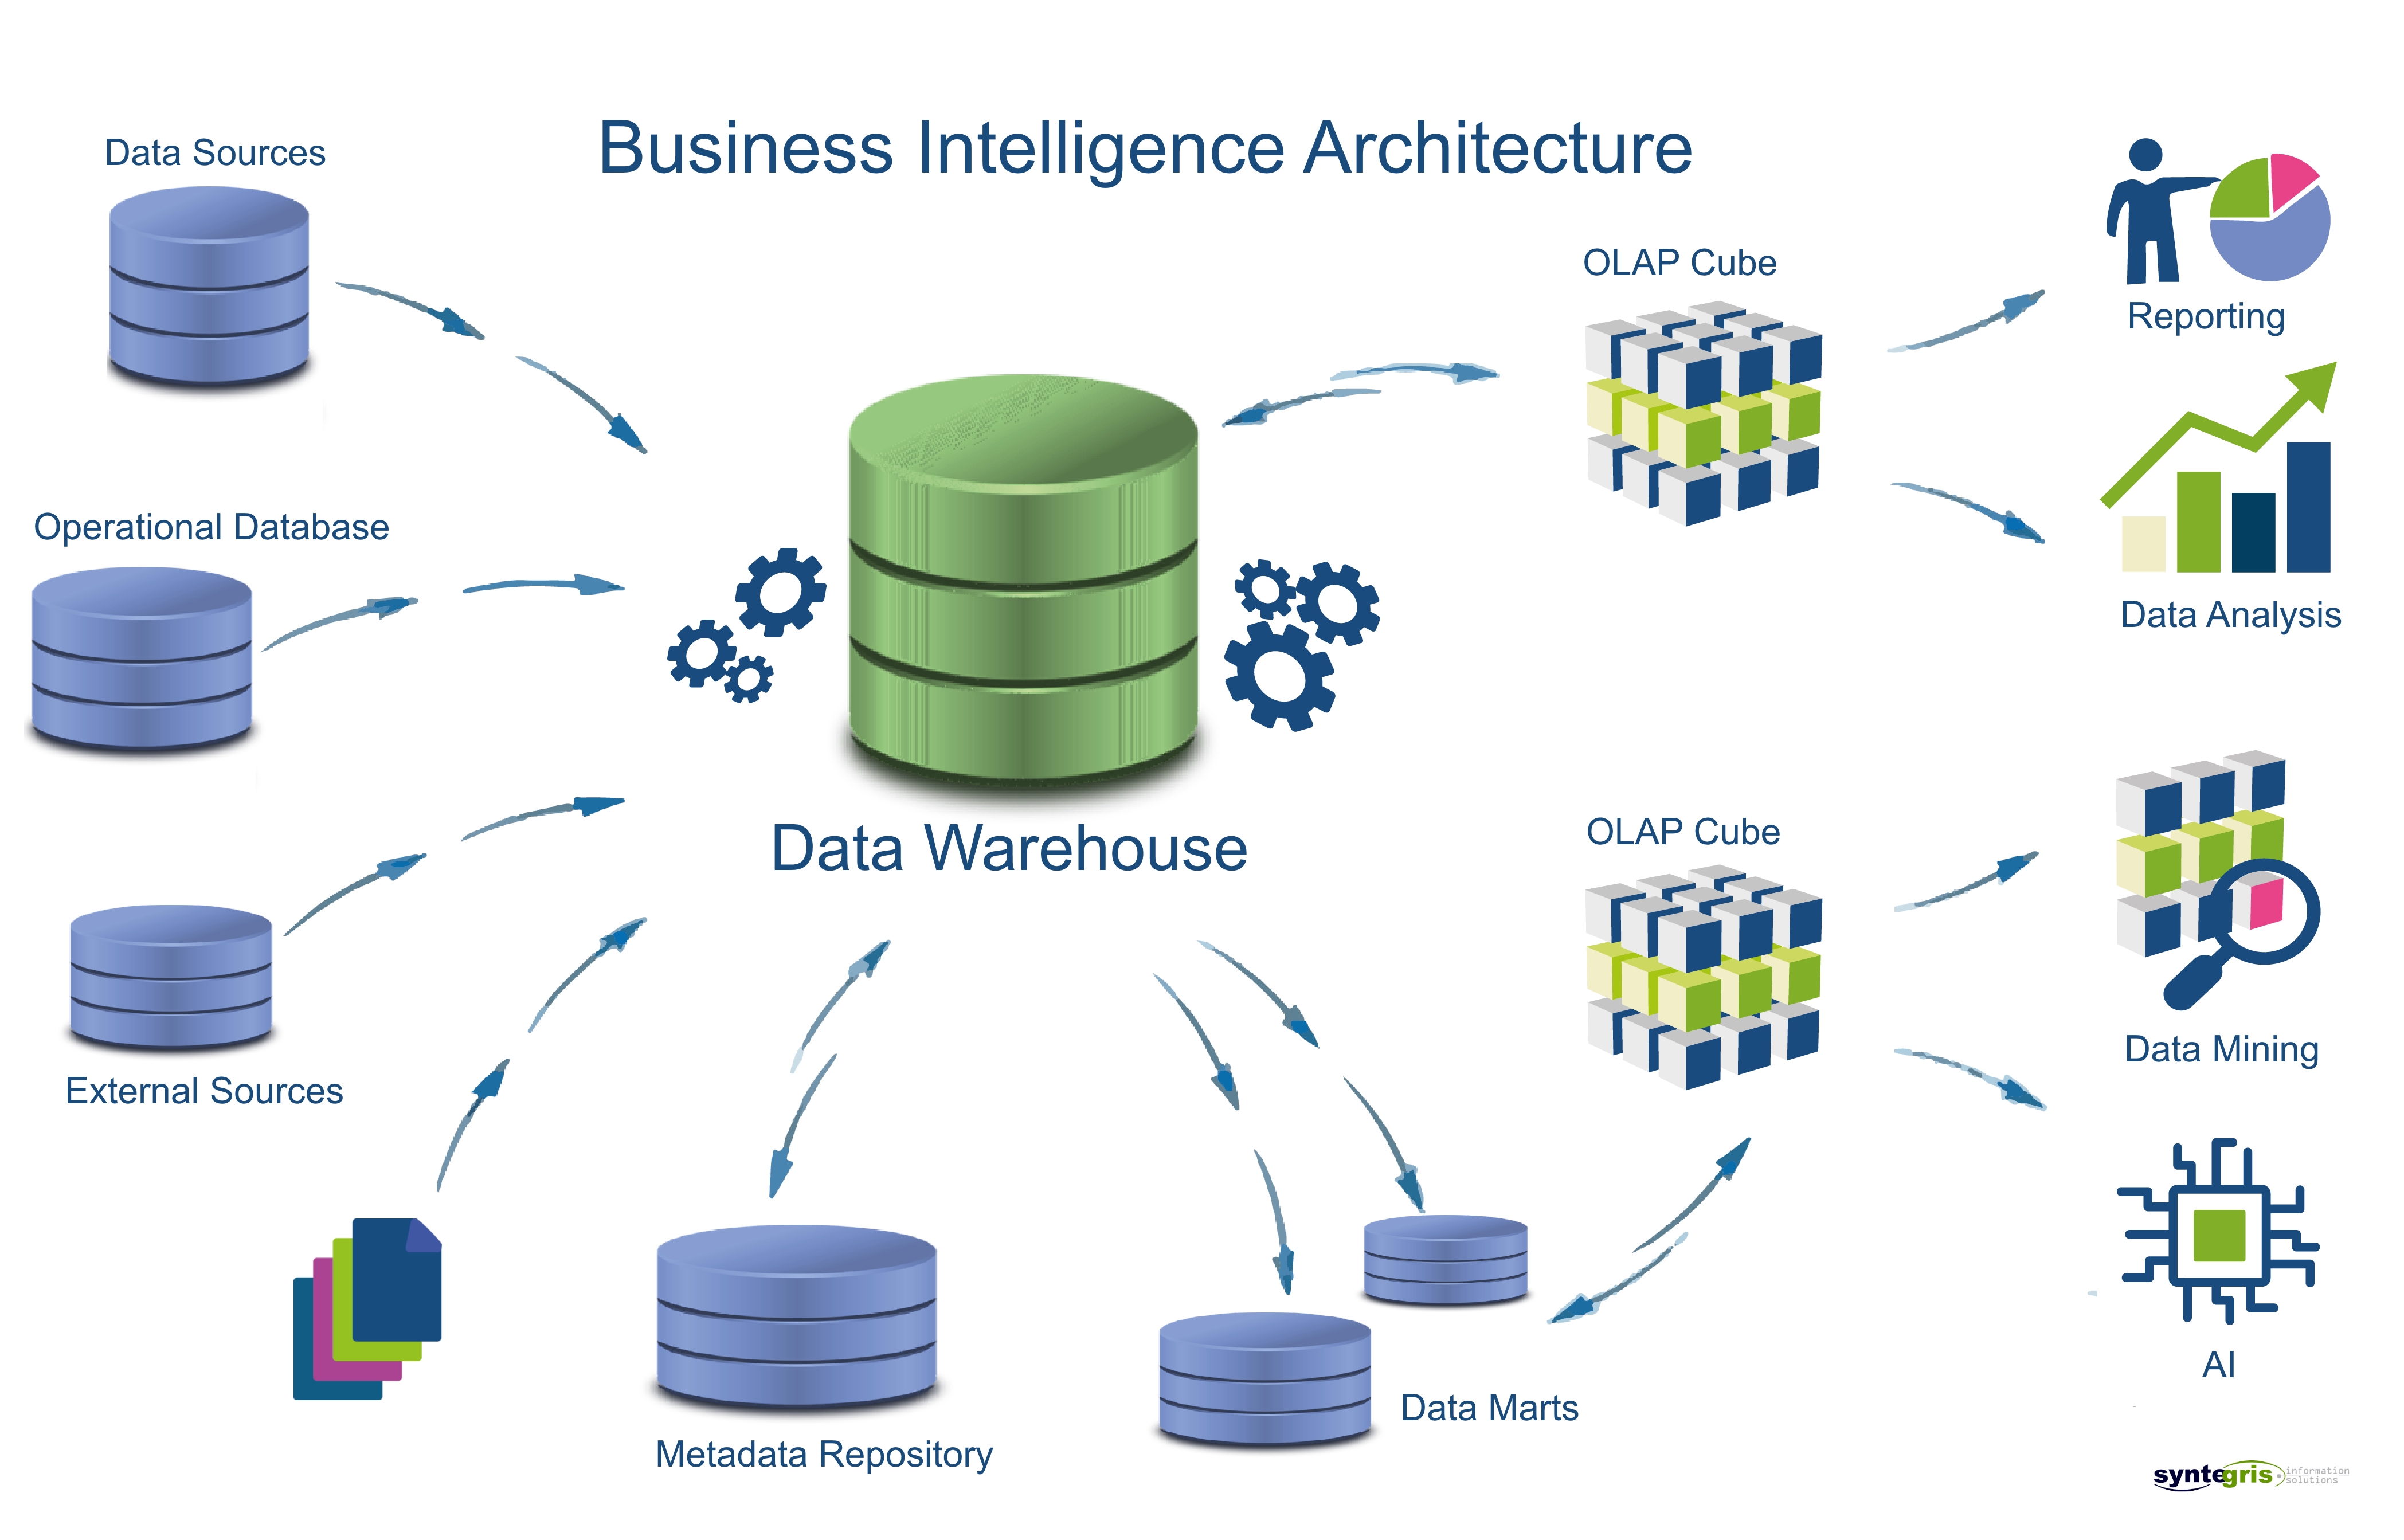 Business Intelligence Architecture
Data Sources
Operational Database
External Sources
Data Warehouse
Metadata Repository
Data Marts
OLAP Cube
OLAP Cube
Reporting
Data Analysis
Data Mining
AI
syntegris
information
solutions